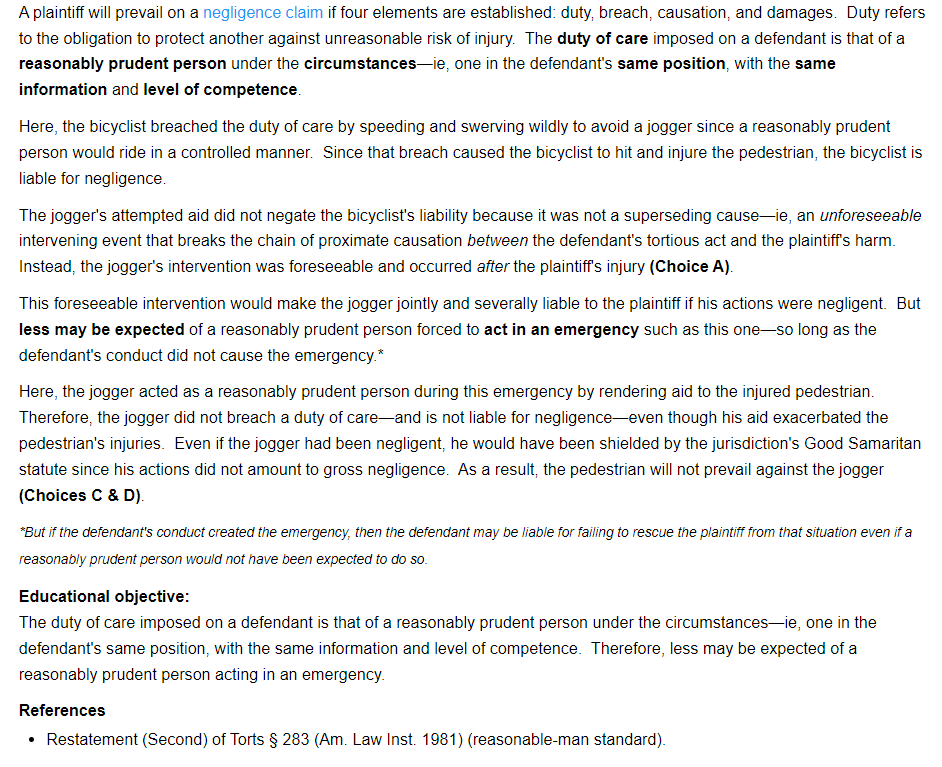 A plaintiff will prevail on a negligence claim if four elements are established: duty, breach, causation, and damages.  Duty refers
to the obligation to protect another against unreasonable risk of injury.  The duty of care imposed on a defendant is that of a
reasonably prudent person under the circumstances—ie, one in the defendant's same position, with the same
information and level of competence.
Here, the bicyclist breached the duty of care by speeding and swerving wildly to avoid a jogger since a reasonably prudent
person would ride in a controlled manner.  Since that breach caused the bicyclist to hit and injure the pedestrian, the bicyclist is
liable for negligence.
The jogger's attempted aid did not negate the bicyclist's liability because it was not a superseding cause—ie, an unforeseeable
intervening event that breaks the chain of proximate causation between the defendant's tortious act and the plaintiff's harm.
Instead, the jogger's intervention was foreseeable and occurred after the plaintiff's injury (Choice A).
This foreseeable intervention would make the jogger jointly and severally liable to the plaintiff if his actions were negligent.  But
less may be expected of a reasonably prudent person forced to act in an emergency such as this one—so long as the
defendant's conduct did not cause the emergency.*
Here, the jogger acted as a reasonably prudent person during this emergency by rendering aid to the injured pedestrian.
Therefore, the jogger did not breach a duty of care—and is not liable for negligence—even though his aid exacerbated the
pedestrian's injuries.  Even if the jogger had been negligent, he would have been shielded by the jurisdiction's Good Samaritan
statute since his actions did not amount to gross negligence.  As a result, the pedestrian will not prevail against the jogger
(Choices C & D).
*But if the defendant's conduct created the emergency, then the defendant may be liable for failing to rescue the plaintiff from that situation even if a
reasonably prudent person would not have been expected to do so.
Educational objective:
The duty of care imposed on a defendant is that of a reasonably prudent person under the circumstances—ie, one in the
defendant's same position, with the same information and level of competence.  Therefore, less may be expected of a
reasonably prudent person acting in an emergency.
References
• Restatement (Second) of Torts § 283 (Am. Law Inst. 1981) (reasonable-man standard).